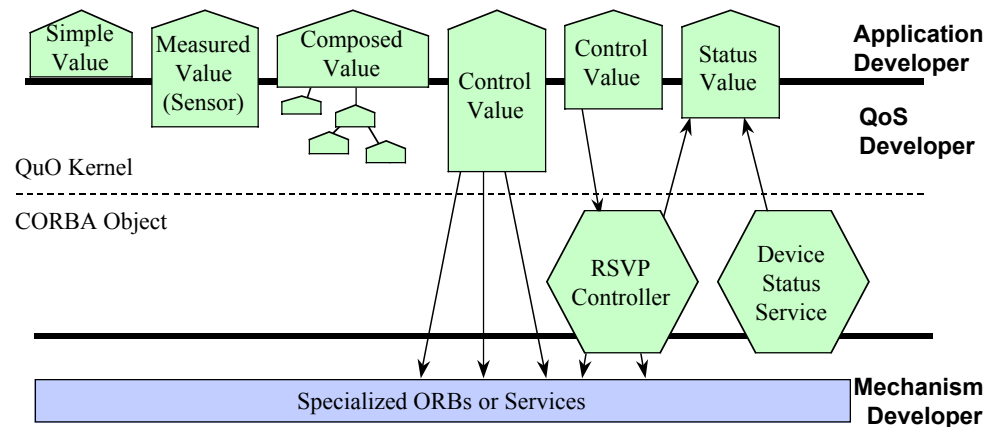 Simple
Value
Measured
Value
(Sensor)
Composed
Value
Control
Value
Control
Value
Status
Value
Application
Developer
QoS
Developer
QuO Kernel
CORBA Object
RSVP
Controller
Device
Status
Service
Specialized ORBs or Services
Mechanism
Developer